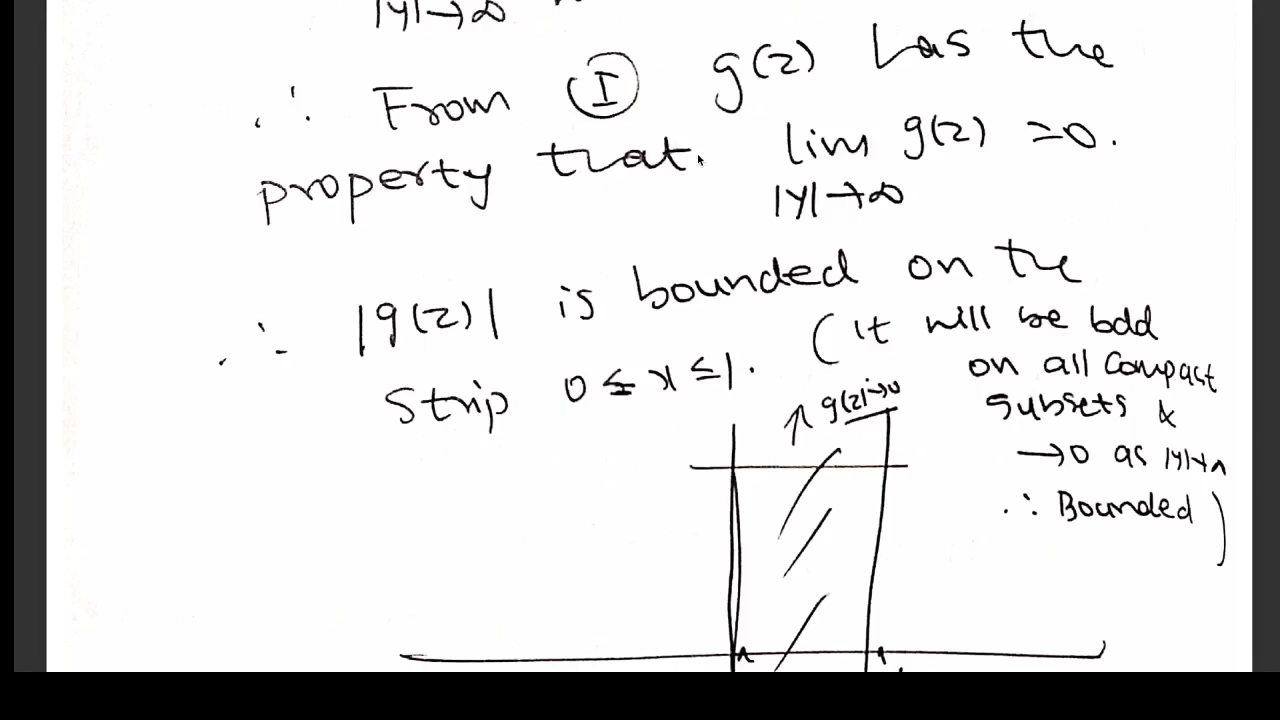 |y|→∞
∴ From Ⓘ g(z) has the
property that lim g(z) =0.
|y|→∞
∴ |g(z)| is bounded on the
strip 0 ≤ x ≤ 1. (it will be bdd
on all compact
subsets &
→0 as |y|→∞
∴ Bounded)
g(z)→0